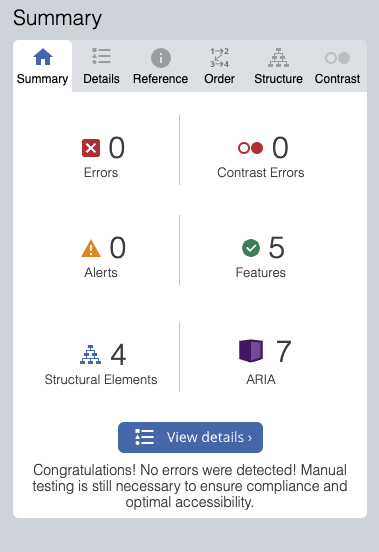 Summary
Summary Details Reference Order Structure Contrast
1→2
3→4
0 Errors
0 Contrast Errors
0 Alerts
5 Features
4 Structural Elements
7 ARIA
View details ›
Congratulations! No errors were detected! Manual
testing is still necessary to ensure compliance and
optimal accessibility.